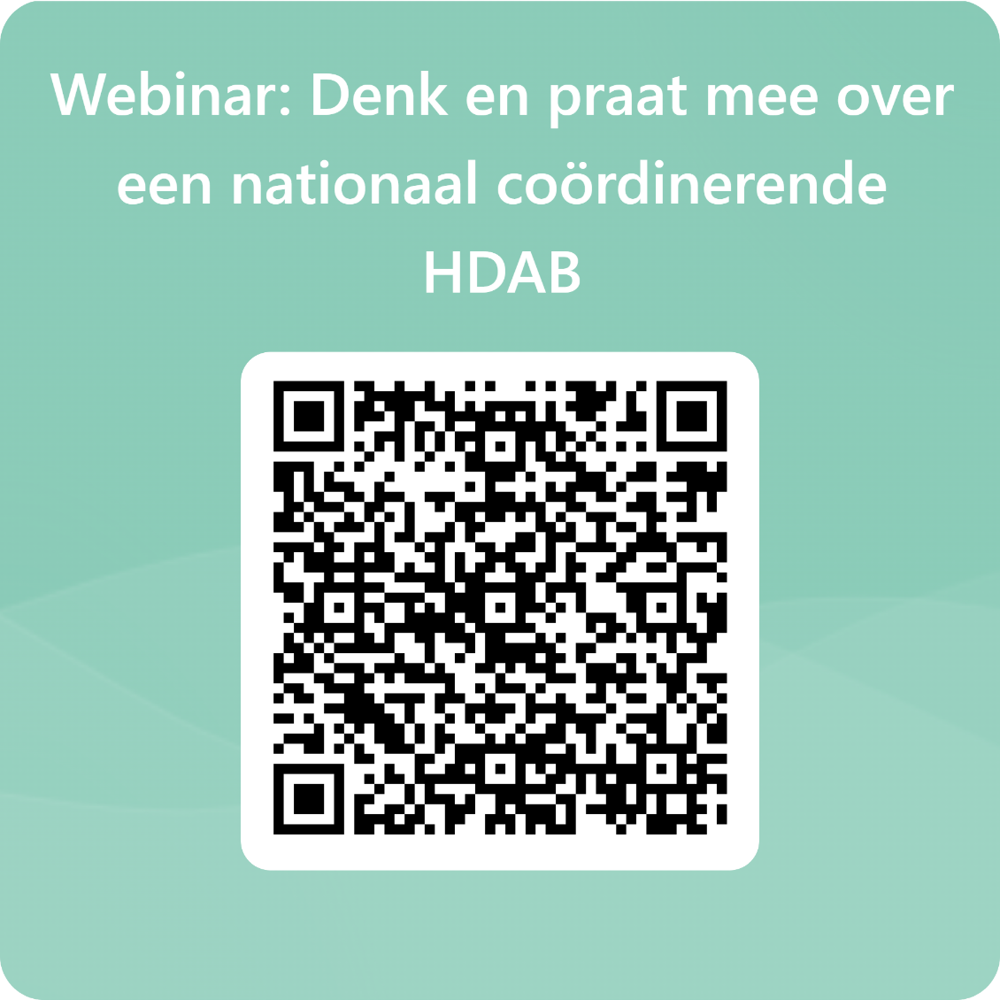 Webinar: Denk en praat mee over
een nationaal coördinerende
HDAB